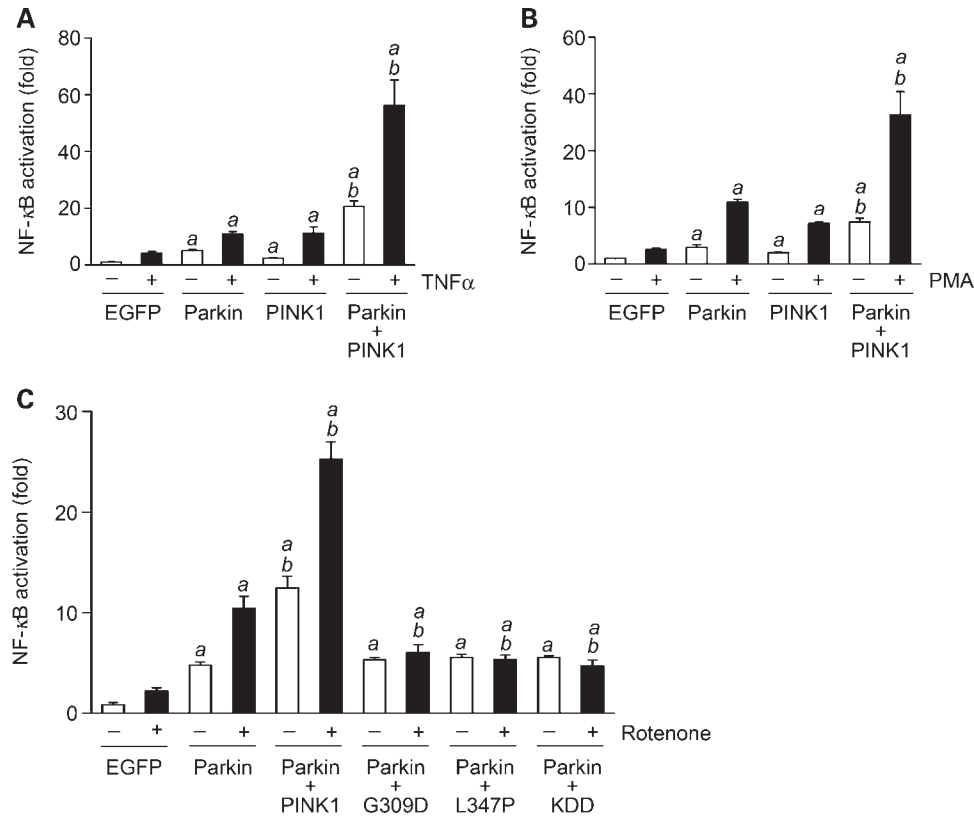 A
NF-κB activation (fold)
80
60
40
20
0
a
a
a
a
a
b
a
b
− + − + − + − + TNFα
EGFP Parkin PINK1 Parkin
+
PINK1
B
NF-κB activation (fold)
60
40
20
10
0
a
a
a
a
a
b
a
b
− + − + − + − + PMA
EGFP Parkin PINK1 Parkin
+
PINK1
C
NF-κB activation (fold)
30
20
10
0
a
a
a
b
a
b
a
a
b
a
a
b
a
a
b
− + − + − + − + − + − + Rotenone
EGFP Parkin Parkin Parkin Parkin Parkin
+ + + +
PINK1 G309D L347P KDD